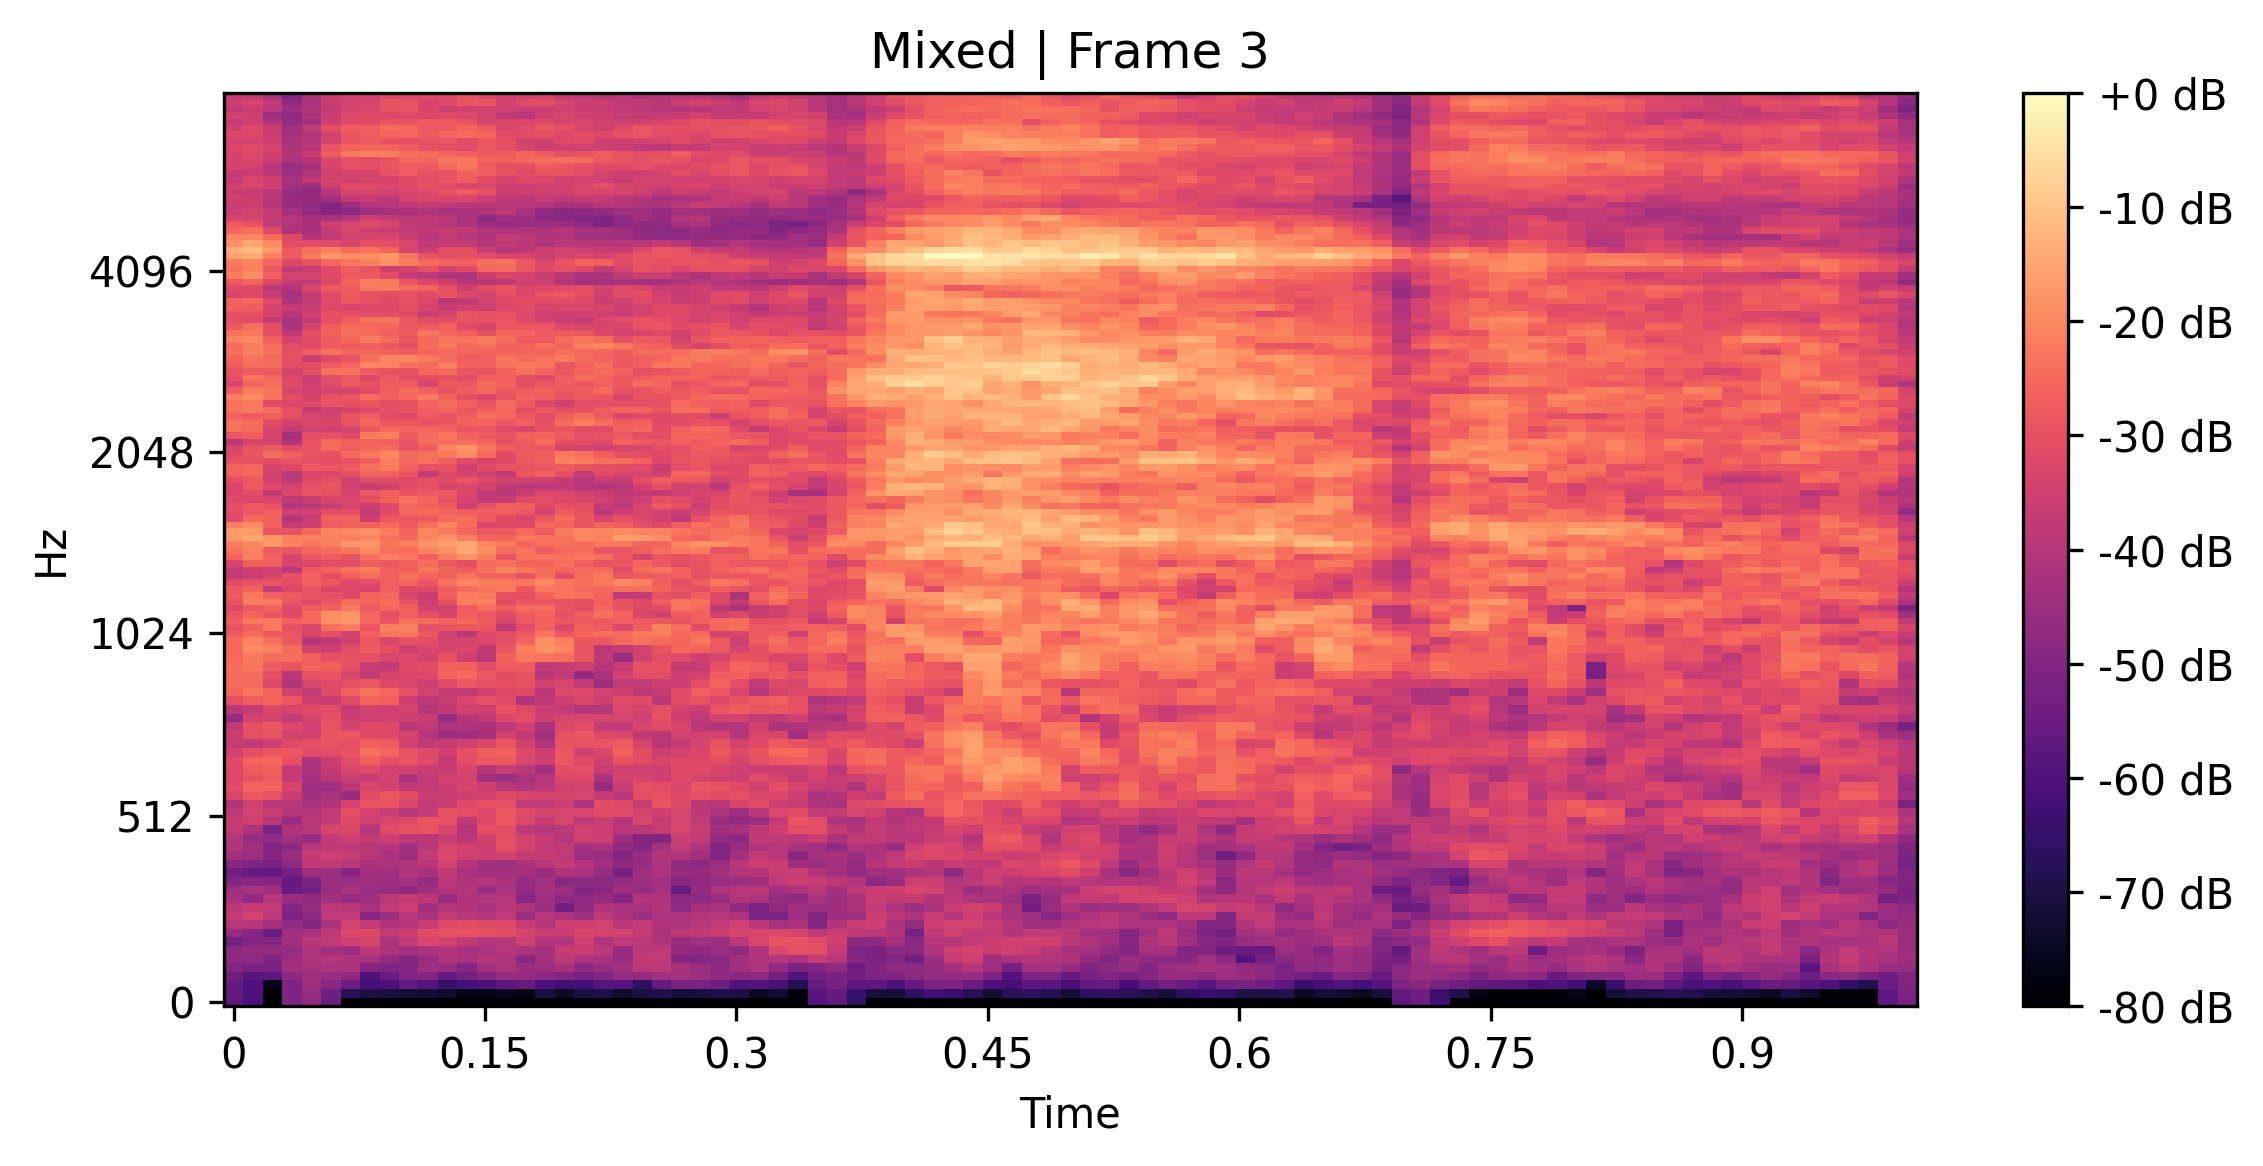 Mixed | Frame 3
Hz
4096
2048
1024
512
0
0 0.15 0.3 0.45 0.6 0.75 0.9
Time
+0 dB
-10 dB
-20 dB
-30 dB
-40 dB
-50 dB
-60 dB
-70 dB
-80 dB